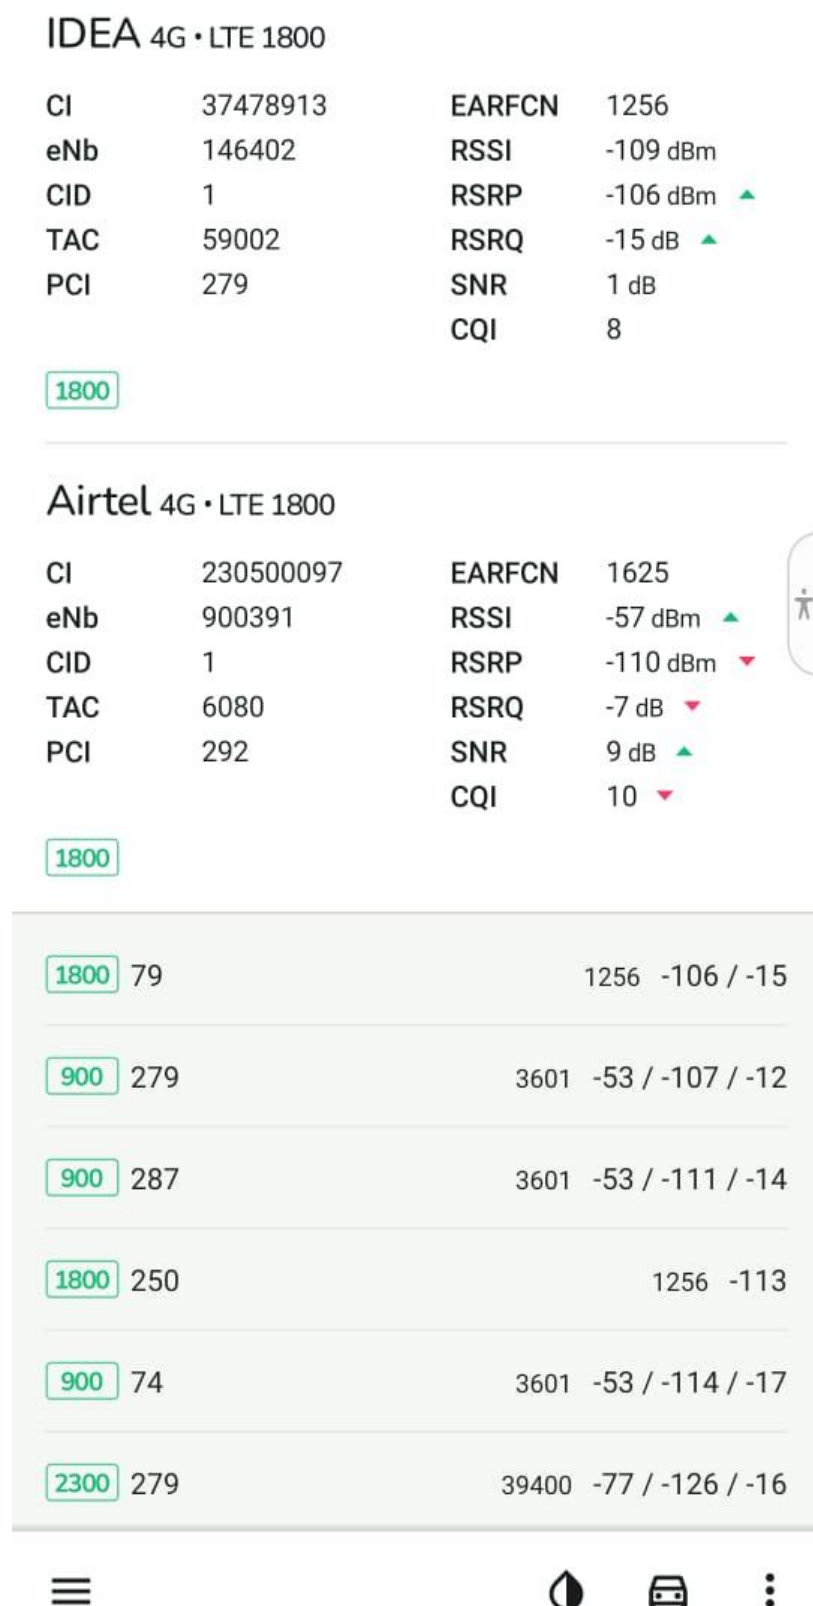 IDEA 4G • LTE 1800
CI 37478913 EARFCN 1256
eNb 146402 RSSI -109 dBm
CID 1 RSRP -106 dBm
TAC 59002 RSRQ -15 dB
PCI 279 SNR 1 dB
CQI 8
1800
Airtel 4G • LTE 1800
CI 230500097 EARFCN 1625
eNb 900391 RSSI -57 dBm
CID 1 RSRP -110 dBm
TAC 6080 RSRQ -7 dB
PCI 292 SNR 9 dB
CQI 10
1800
1800 79 1256 -106 / -15
900 279 3601 -53 / -107 / -12
900 287 3601 -53 / -111 / -14
1800 250 1256 -113
900 74 3601 -53 / -114 / -17
2300 279 39400 -77 / -126 / -16